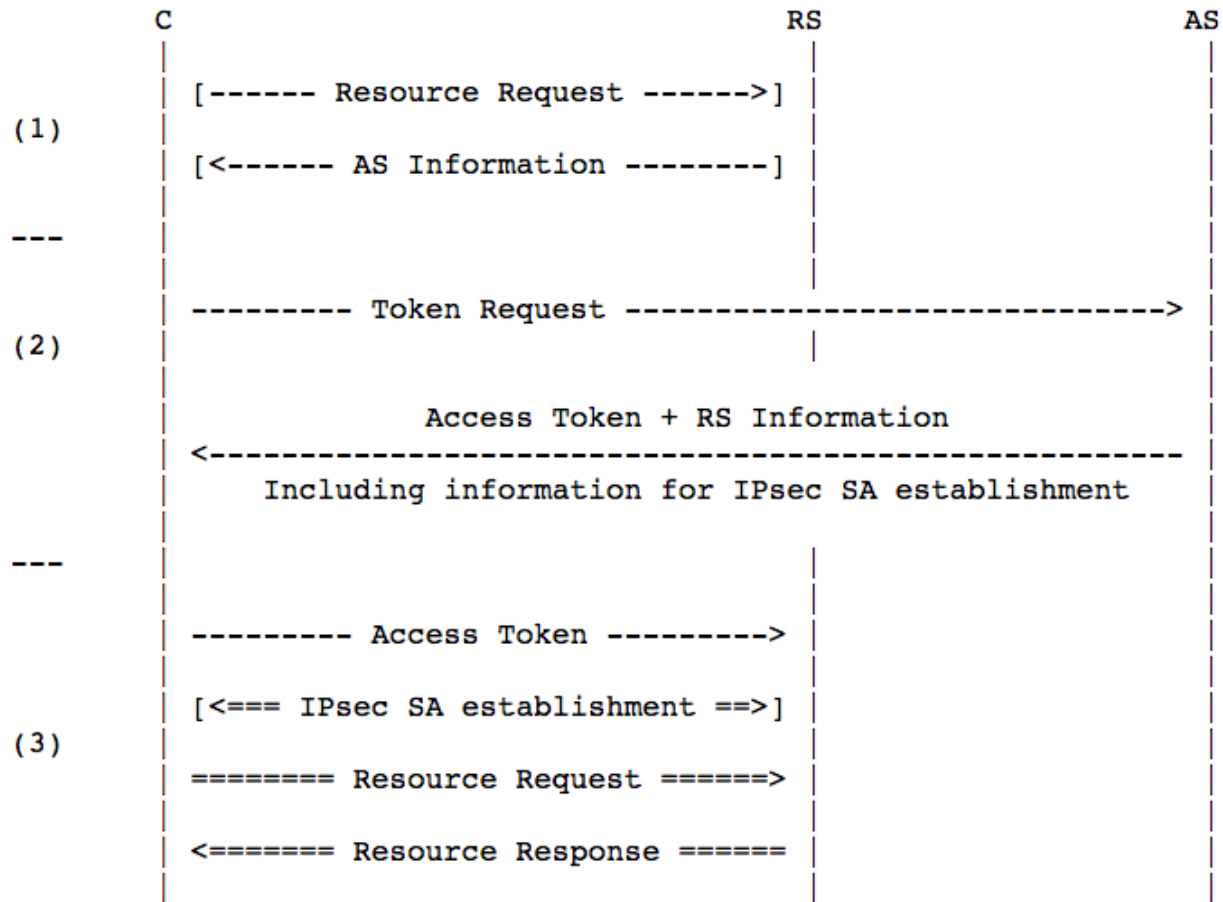 C RS AS
[------ Resource Request ------>]
(1)
[<------ AS Information --------]
---
--------- Token Request ------------------------------>
(2)
Access Token + RS Information
<------------------------------------------------------
Including information for IPsec SA establishment
---
--------- Access Token --------->
[<=== IPsec SA establishment ==>]
(3)
======== Resource Request ======>
<======= Resource Response ======